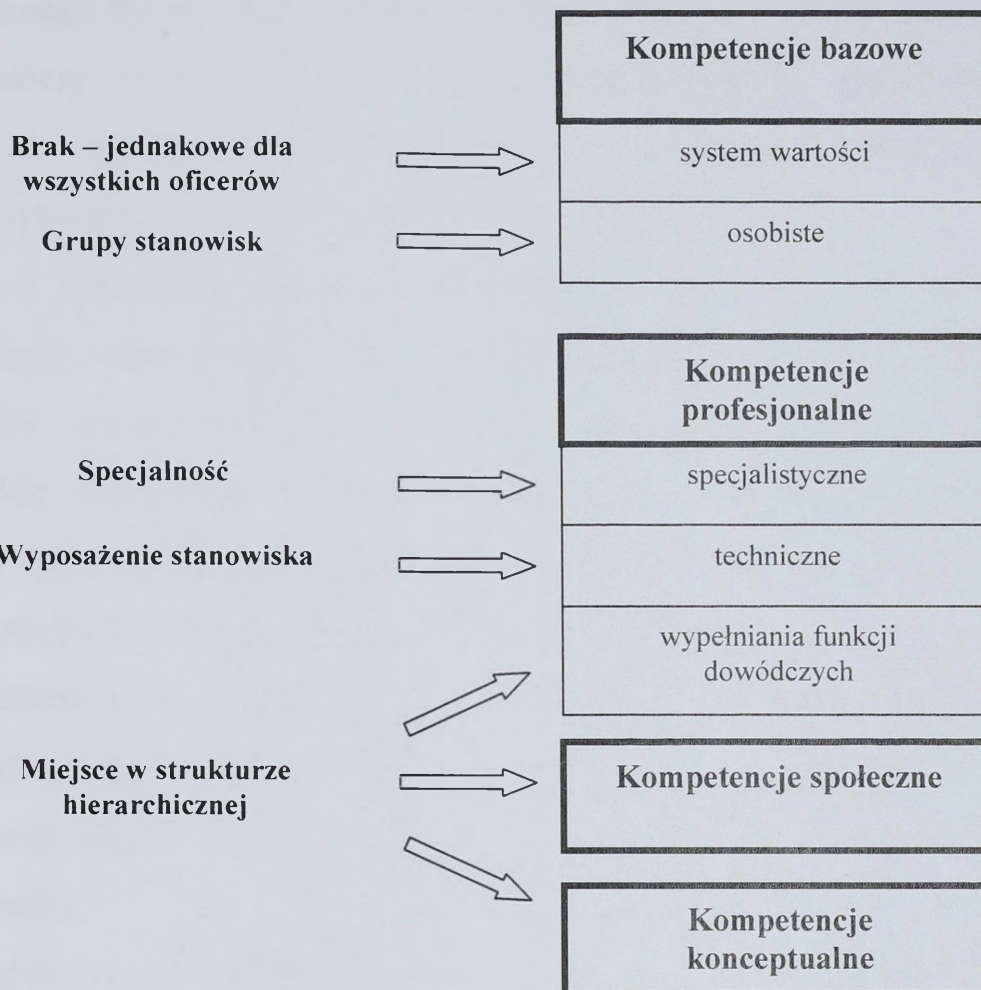 Kompetencje bazowe
Brak – jednakowe dla
wszystkich oficerów
system wartości
Grupy stanowisk
osobiste
Kompetencje
profesjonalne
Specjalność
specjalistyczne
Wyposażenie stanowiska
techniczne
wypełniania funkcji
dowódczych
Miejsce w strukturze
hierarchicznej
Kompetencje społeczne
Kompetencje
konceptualne